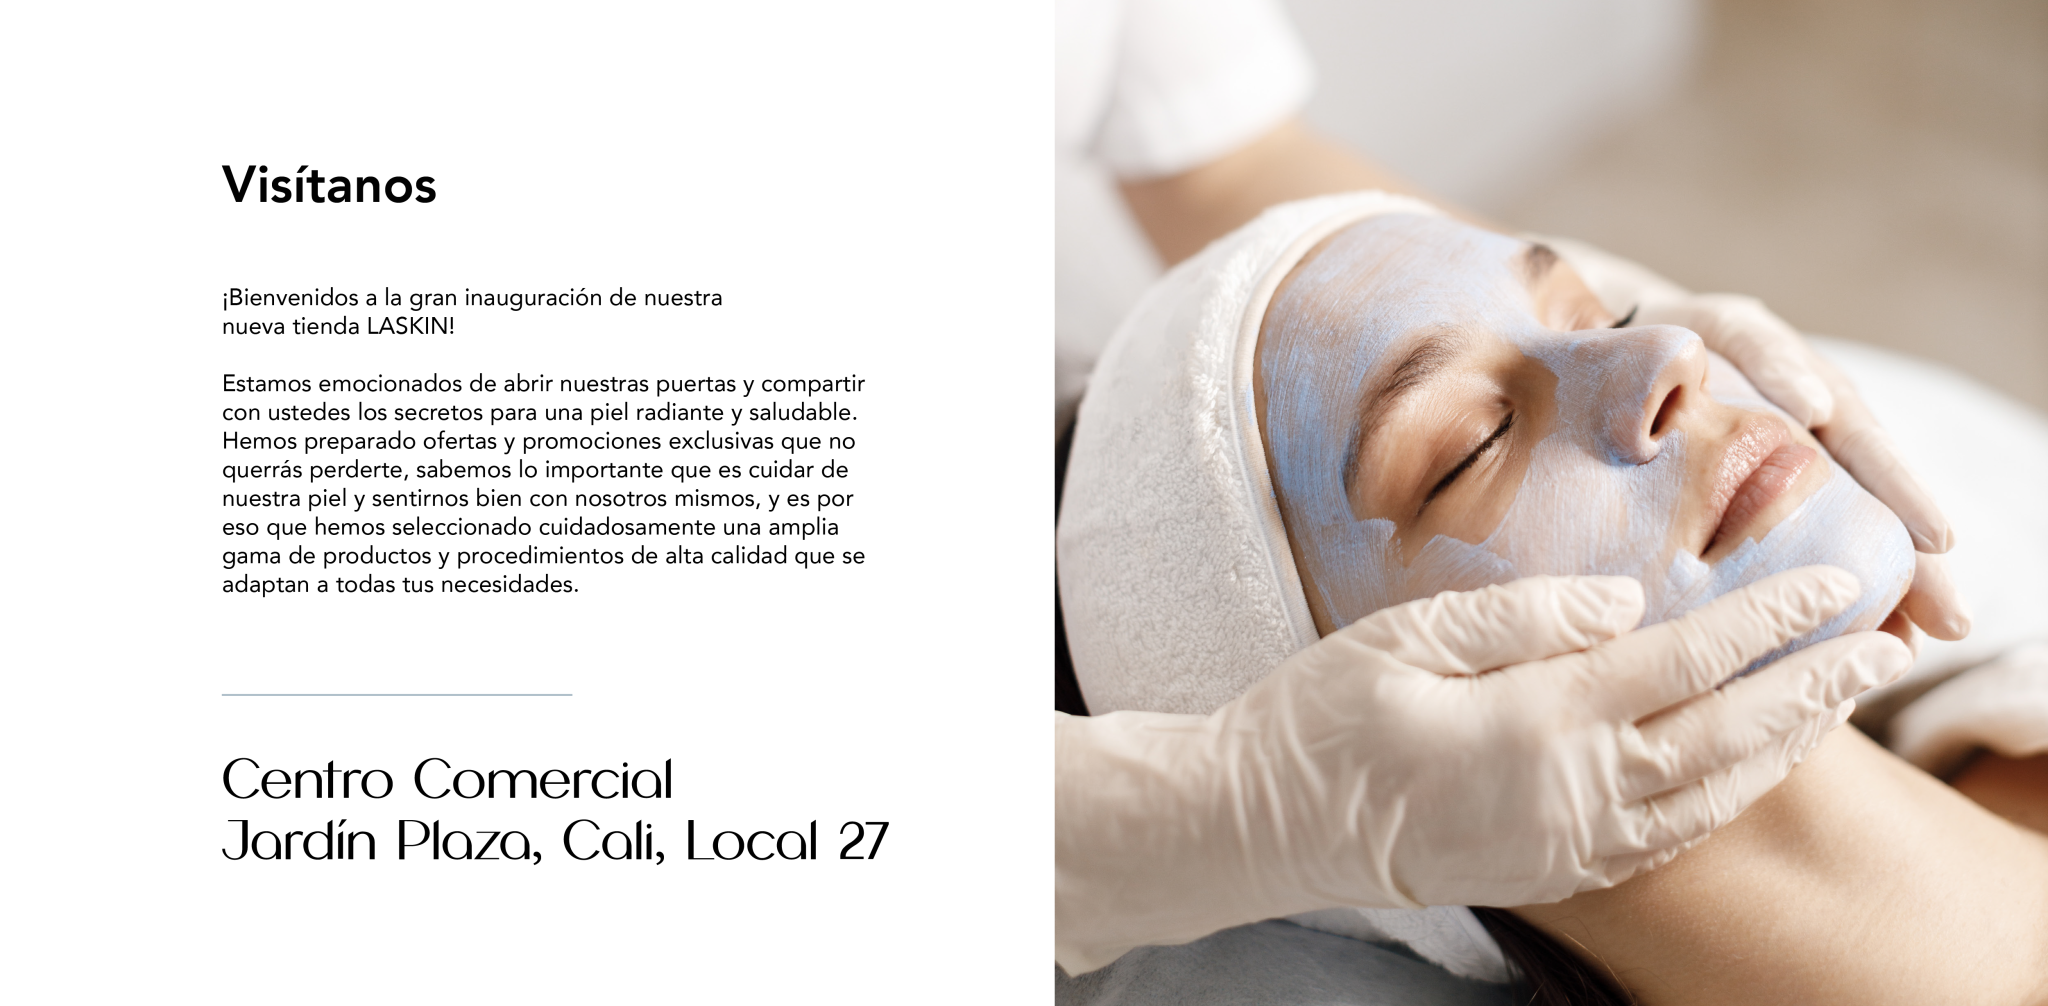 Visítanos
¡Bienvenidos a la gran inauguración de nuestra
nueva tienda LASKIN!
Estamos emocionados de abrir nuestras puertas y compartir
con ustedes los secretos para una piel radiante y saludable.
Hemos preparado ofertas y promociones exclusivas que no
querrás perderte, sabemos lo importante que es cuidar de
nuestra piel y sentirnos bien con nosotros mismos, y es por
eso que hemos seleccionado cuidadosamente una amplia
gama de productos y procedimientos de alta calidad que se
adaptan a todas tus necesidades.
Centro Comercial
Jardín Plaza, Cali, Local 27